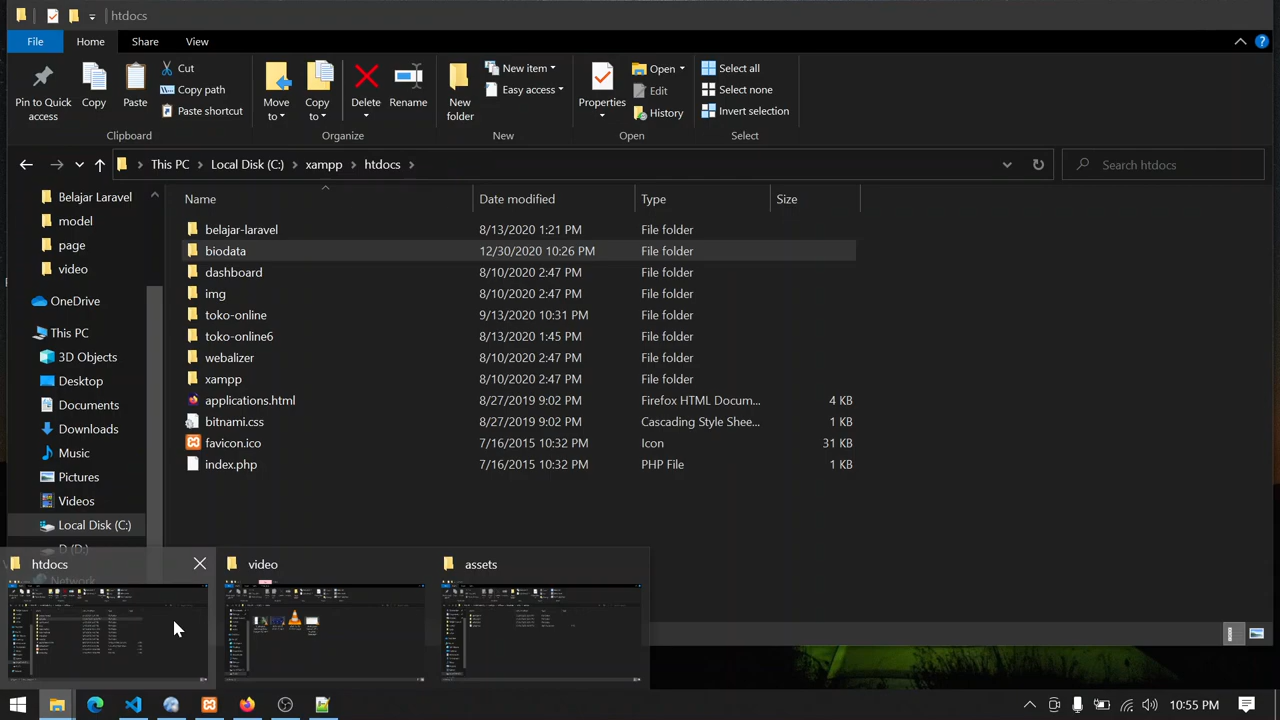 htdocs
File Home Share View
Pin to Quick access
Copy
Paste
Cut
Copy path
Paste shortcut
Clipboard
Move to
Copy to
Delete
Rename
Organize
New folder
New item
Easy access
New
Properties
Open
Edit
History
Open
Select all
Select none
Invert selection
Select
This PC > Local Disk (C:) > xampp > htdocs >
Search htdocs
Belajar Laravel
model
page
video
OneDrive
This PC
3D Objects
Desktop
Documents
Downloads
Music
Pictures
Videos
Local Disk (C:)
D (D:)
Network
Name Date modified Type Size
belajar-laravel 8/13/2020 1:21 PM File folder
biodata 12/30/2020 10:26 PM File folder
dashboard 8/10/2020 2:47 PM File folder
img 8/10/2020 2:47 PM File folder
toko-online 9/13/2020 10:31 PM File folder
toko-online6 8/13/2020 1:45 PM File folder
webalizer 8/10/2020 2:47 PM File folder
xampp 8/10/2020 2:47 PM File folder
applications.html 8/27/2019 9:02 PM Firefox HTML Docum... 4 KB
bitnami.css 8/27/2019 9:02 PM Cascading Style Shee... 1 KB
favicon.ico 7/16/2015 10:32 PM Icon 31 KB
index.php 7/16/2015 10:32 PM PHP File 1 KB
htdocs
video
assets
10:55 PM